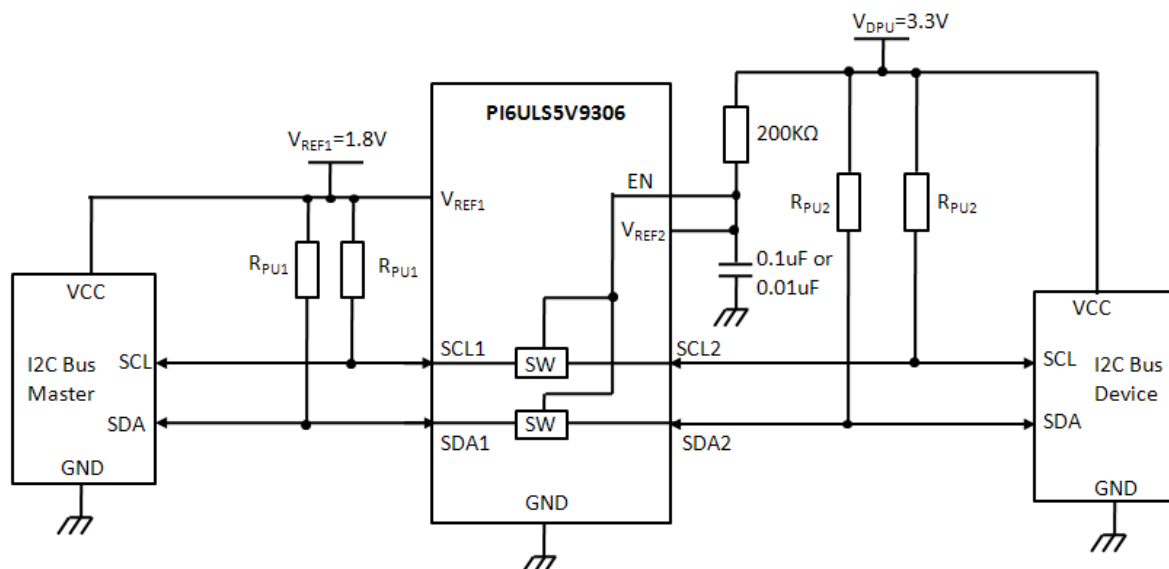 V_DPU=3.3V
PI6ULS5V9306
200KΩ
V_REF1=1.8V
EN
V_REF1
R_PU2
R_PU2
V_REF2
R_PU1
R_PU1
0.1uF or
0.01uF
VCC
VCC
SCL1
SCL2
SCL
SW
SCL
I2C Bus
Master
I2C Bus
Device
SDA
SW
SDA
SDA1
SDA2
GND
GND
GND